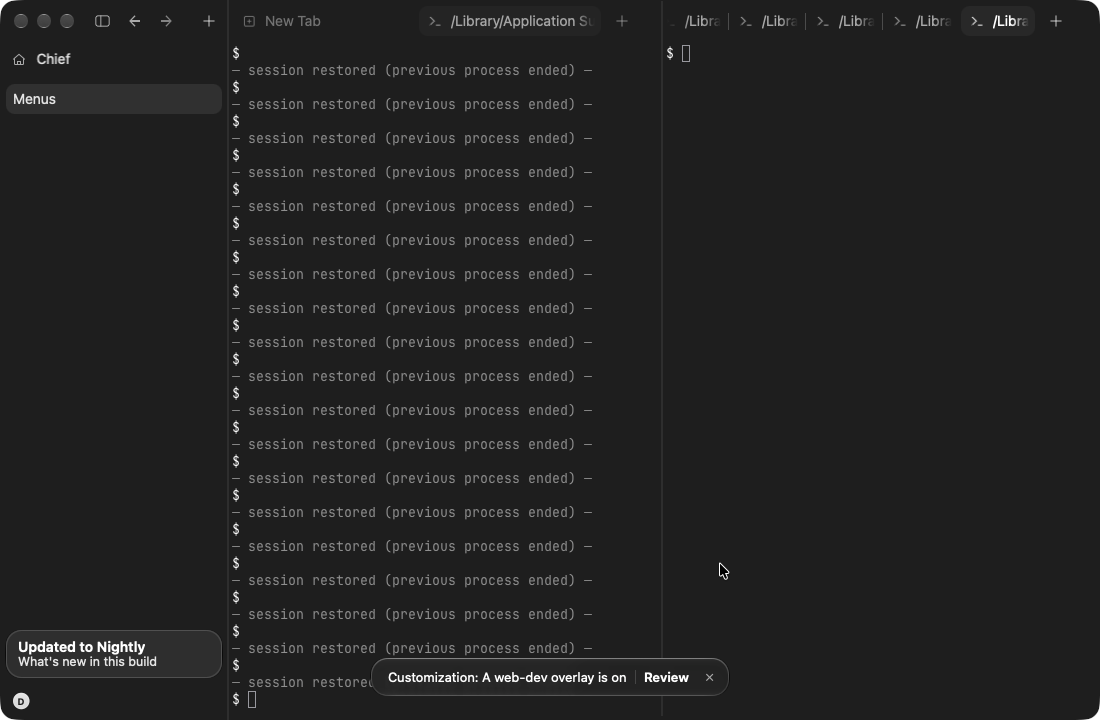 New Tab
/Library/Application Su
/Libra
/Libra
/Libra
/Libra
/Libra
Chief
Menus
$
— session restored (previous process ended) —
$
— session restored (previous process ended) —
$
— session restored (previous process ended) —
$
— session restored (previous process ended) —
$
— session restored (previous process ended) —
$
— session restored (previous process ended) —
$
— session restored (previous process ended) —
$
— session restored (previous process ended) —
$
— session restored (previous process ended) —
$
— session restored (previous process ended) —
$
— session restored (previous process ended) —
$
— session restored (previous process ended) —
$
— session restored (previous process ended) —
$
— session restored (previous process ended) —
$
— session restored (previous process ended) —
$
— session restored (previous process ended) —
$
— session restored (previous process ended) —
$
— session restored (previous process ended) —
$
— session restored
$
$
Updated to Nightly
What's new in this build
D
Customization: A web-dev overlay is on
Review